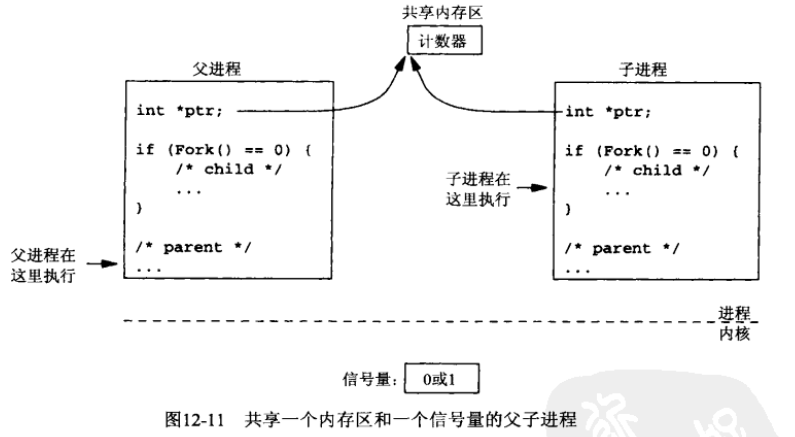 共享内存区
计数器
父进程
int *ptr;
if (Fork() == 0) {
/* child */
...
}
/* parent */
...
父进程在
这里执行
子进程
int *ptr;
if (Fork() == 0) {
/* child */
...
}
/* parent */
...
子进程在
这里执行
进程
内核
信号量: 0或1
图12-11 共享一个内存区和一个信号量的父子进程